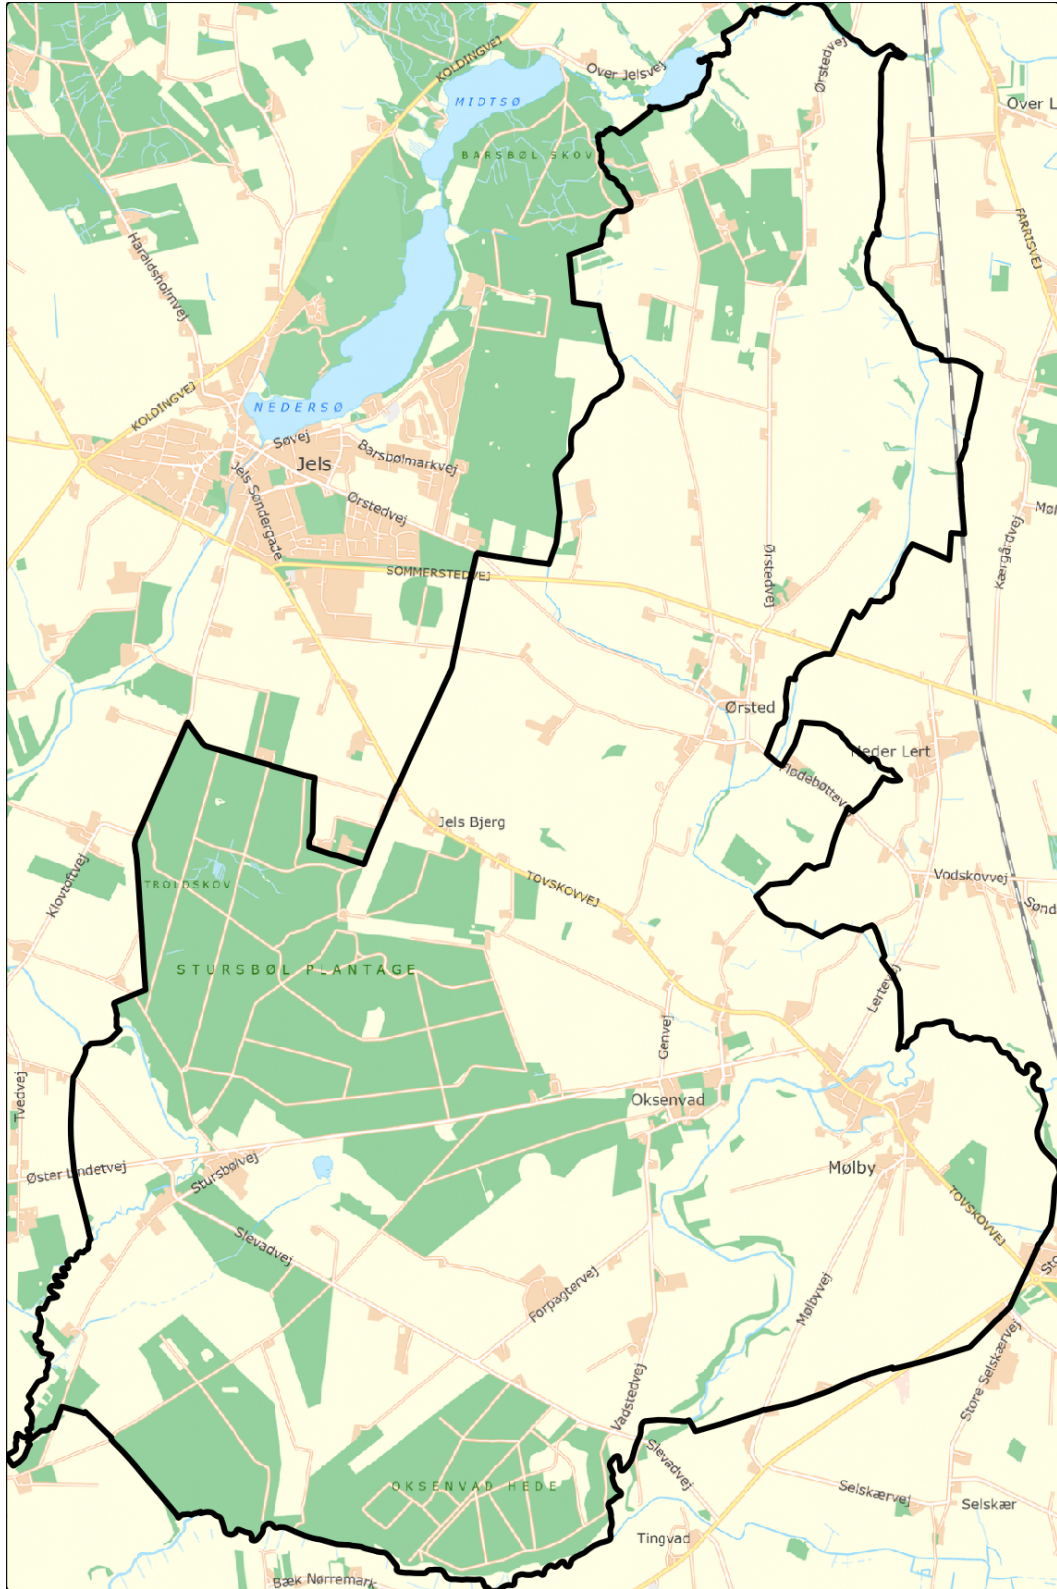 KOLDINGVEJ
Over Jelsvej
Ørstedvej
MIDTSØ
Over L
BARSBØL SKOV
FARRISVEJ
Haraldsholmvej
KOLDINGVEJ
NEDERSØ
Søvej
Barsbølmarkvej
Jels
Jels Søndergade
Ørstedvej
Møl
Kærgårdvej
Ørstedvej
SOMMERSTEDVEJ
Ørsted
Neder Lert
Flødebøttevej
Jels Bjerg
Klovtoftvej
TROLDSKOV
TOVSKOVVEJ
Vodskovvej
Sønd
STURSBØL PLANTAGE
Lertevej
Genvej
Tvedvej
Oksenvad
Øster Lindetvej
Stursbølvej
Mølby
TOVSKOVVEJ
Slevadvej
Sto
Forpagtervej
Mølbyvej
Store Selskærvej
Vadstedvej
Slevadvej
OKSENVAD HEDE
Selskærvej
Selskær
Tingvad
Bæk Nørremark